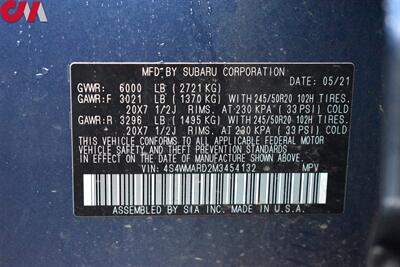 MFD BY SUBARU CORPORATION 05/21
GVWR: 6000 LB (2721 KG)
GAWR:F 3021 LB (1370 KG) WITH 245/50R20 102H TIRES.
20X7 1/2J RIMS. AT 230 KPA (33 PSI) COLD
GAWR:R 3296 LB (1495 KG) WITH 245/50R20 102H TIRES.
20X7 1/2J RIMS. AT 230 KPA (33 PSI) COLD
THIS VEHICLE CONFORMS TO ALL APPLICABLE FEDERAL MOTOR
VEHICLE SAFETY STANDARDS IN EFFECT ON THE DATE OF
MANUFACTURE SHOWN ABOVE.
VIN: 4S4WMARD2M3454132 MPV
ASSEMBLED BY SIA INC. MADE IN U.S.A.